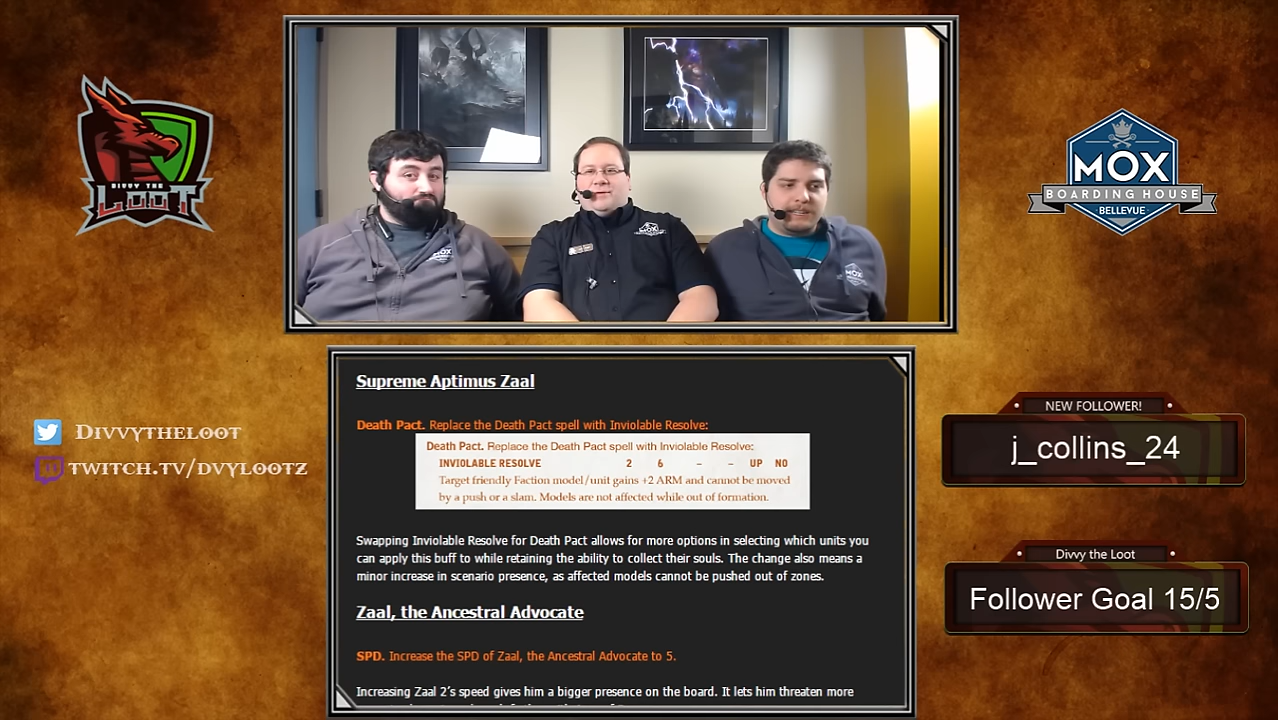 DIVVY THE
LOOT
MOX
BOARDING HOUSE
BELLEVUE
MOX
MOX
MOX
Supreme Aptimus Zaal
Death Pact. Replace the Death Pact spell with Inviolable Resolve:
Death Pact. Replace the Death Pact spell with Inviolable Resolve:
INVIOLABLE RESOLVE 2 6 – – UP NO
Target friendly Faction model/unit gains +2 ARM and cannot be moved
by a push or a slam. Models are not affected while out of formation.
Swapping Inviolable Resolve for Death Pact allows for more options in selecting which units you
can apply this buff to while retaining the ability to collect their souls. The change also means a
minor increase in scenario presence, as affected models cannot be pushed out of zones.
Zaal, the Ancestral Advocate
SPD. Increase the SPD of Zaal, the Ancestral Advocate to 5.
Increasing Zaal 2's speed gives him a bigger presence on the board. It lets him threaten more
DIVVYTHELOOT
TWITCH.TV/DVYLOOTZ
NEW FOLLOWER!
j_collins_24
Divvy the Loot
Follower Goal 15/5